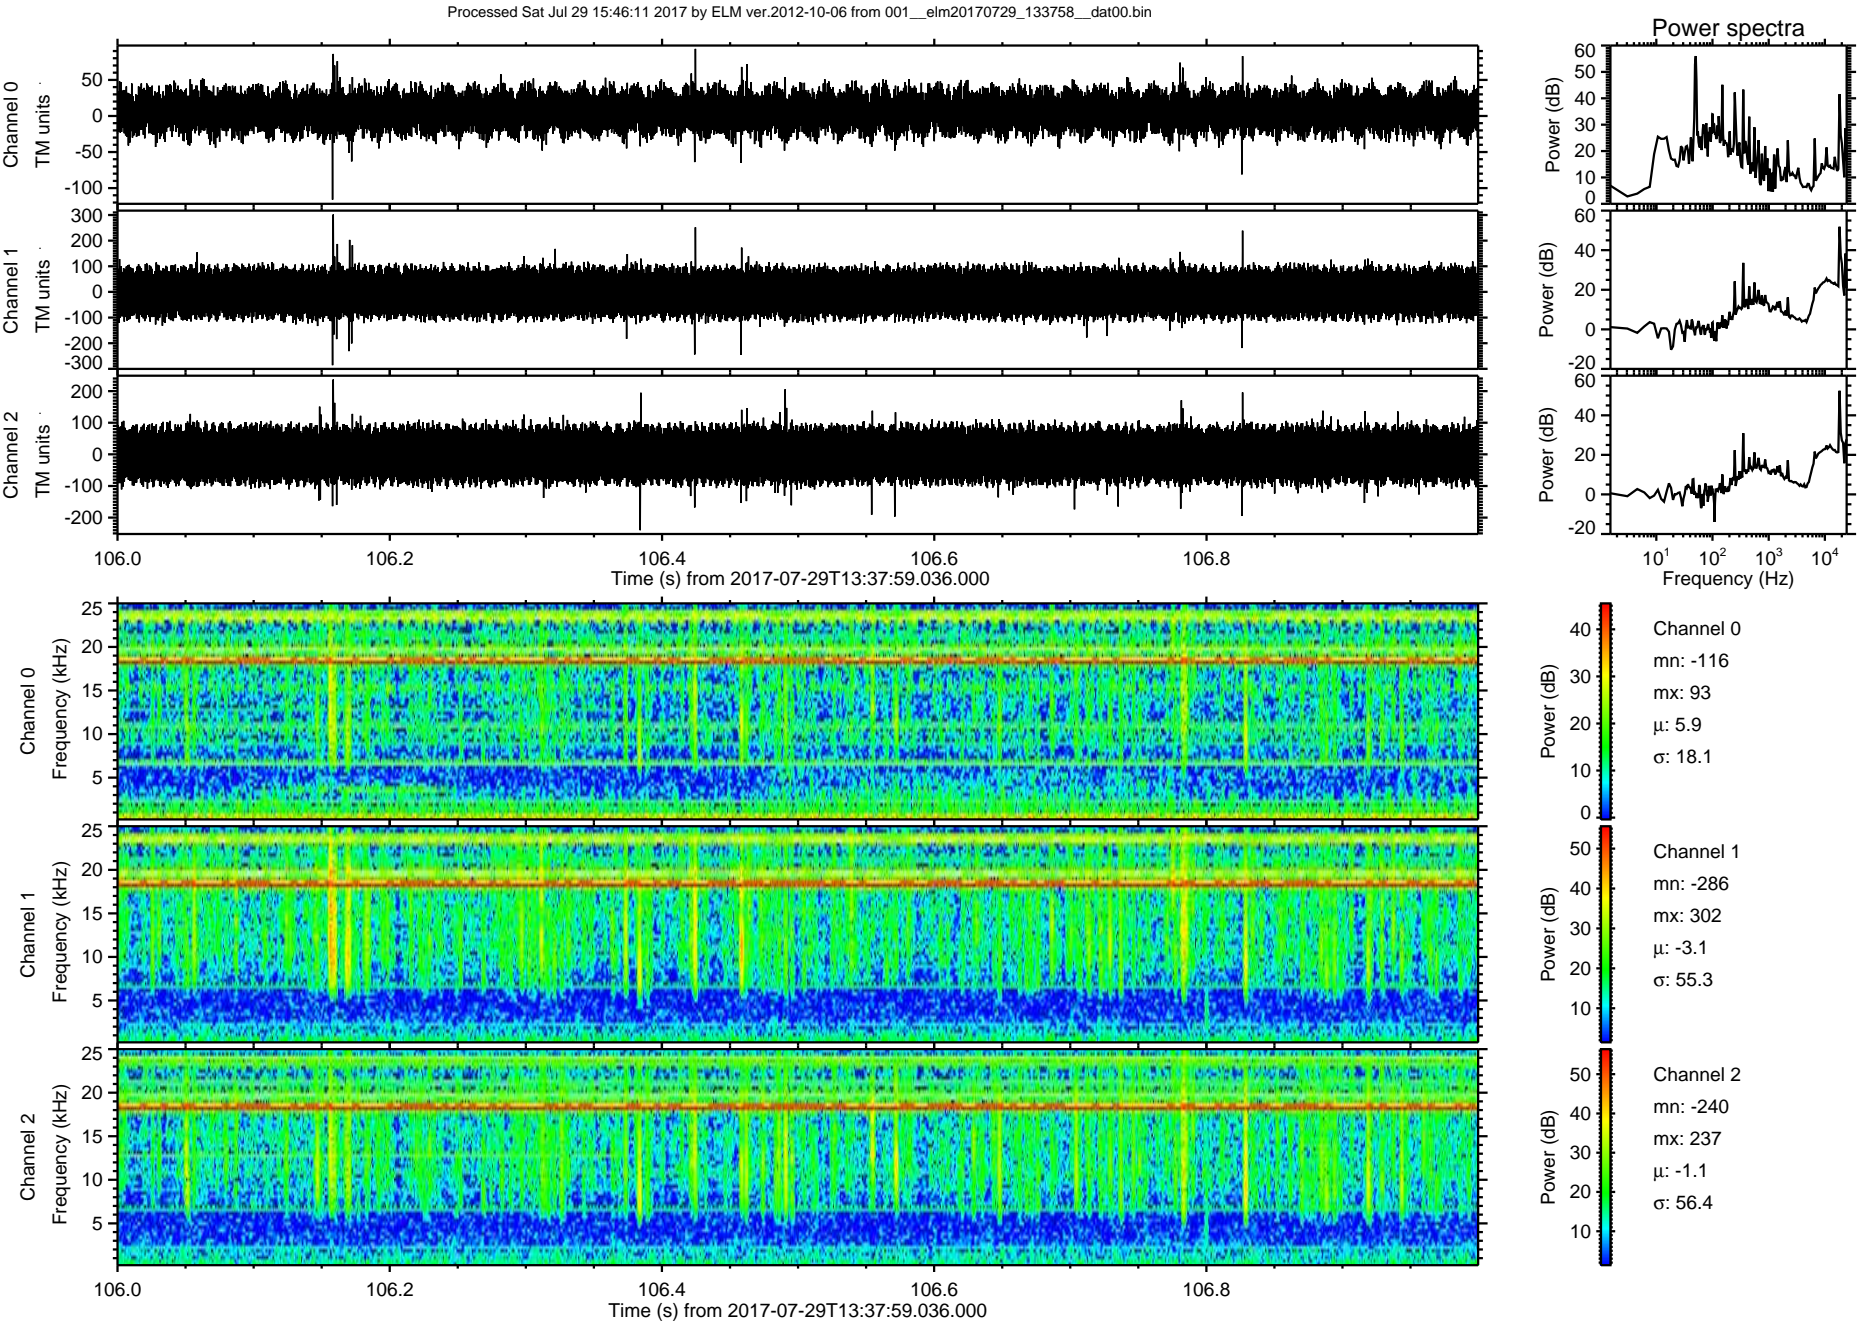 Processed Sat Jul 29 15:46:11 2017 by ELM ver.2012-10-06 from 001__elm20170729_133758__dat00.bin
Power spectra
Channel 0
TM units
50
0
-50
-100
Power (dB)
60
50
40
30
20
10
0
Channel 1
TM units
300
200
100
0
-100
-200
-300
Power (dB)
60
40
20
0
-20
Channel 2
TM units
200
100
0
-100
-200
Power (dB)
60
40
20
0
-20
106.0
106.2
106.4
106.6
106.8
Time (s) from 2017-07-29T13:37:59.036.000
10¹
10²
10³
10⁴
Frequency (Hz)
Channel 0
Frequency (kHz)
25
20
15
10
5
Power (dB)
40
30
20
10
0
Channel 0
mn: -116
mx: 93
µ: 5.9
σ: 18.1
Channel 1
Frequency (kHz)
25
20
15
10
5
Power (dB)
50
40
30
20
10
Channel 1
mn: -286
mx: 302
µ: -3.1
σ: 55.3
Channel 2
Frequency (kHz)
25
20
15
10
5
Power (dB)
50
40
30
20
10
Channel 2
mn: -240
mx: 237
µ: -1.1
σ: 56.4
106.0
106.2
106.4
106.6
106.8
Time (s) from 2017-07-29T13:37:59.036.000